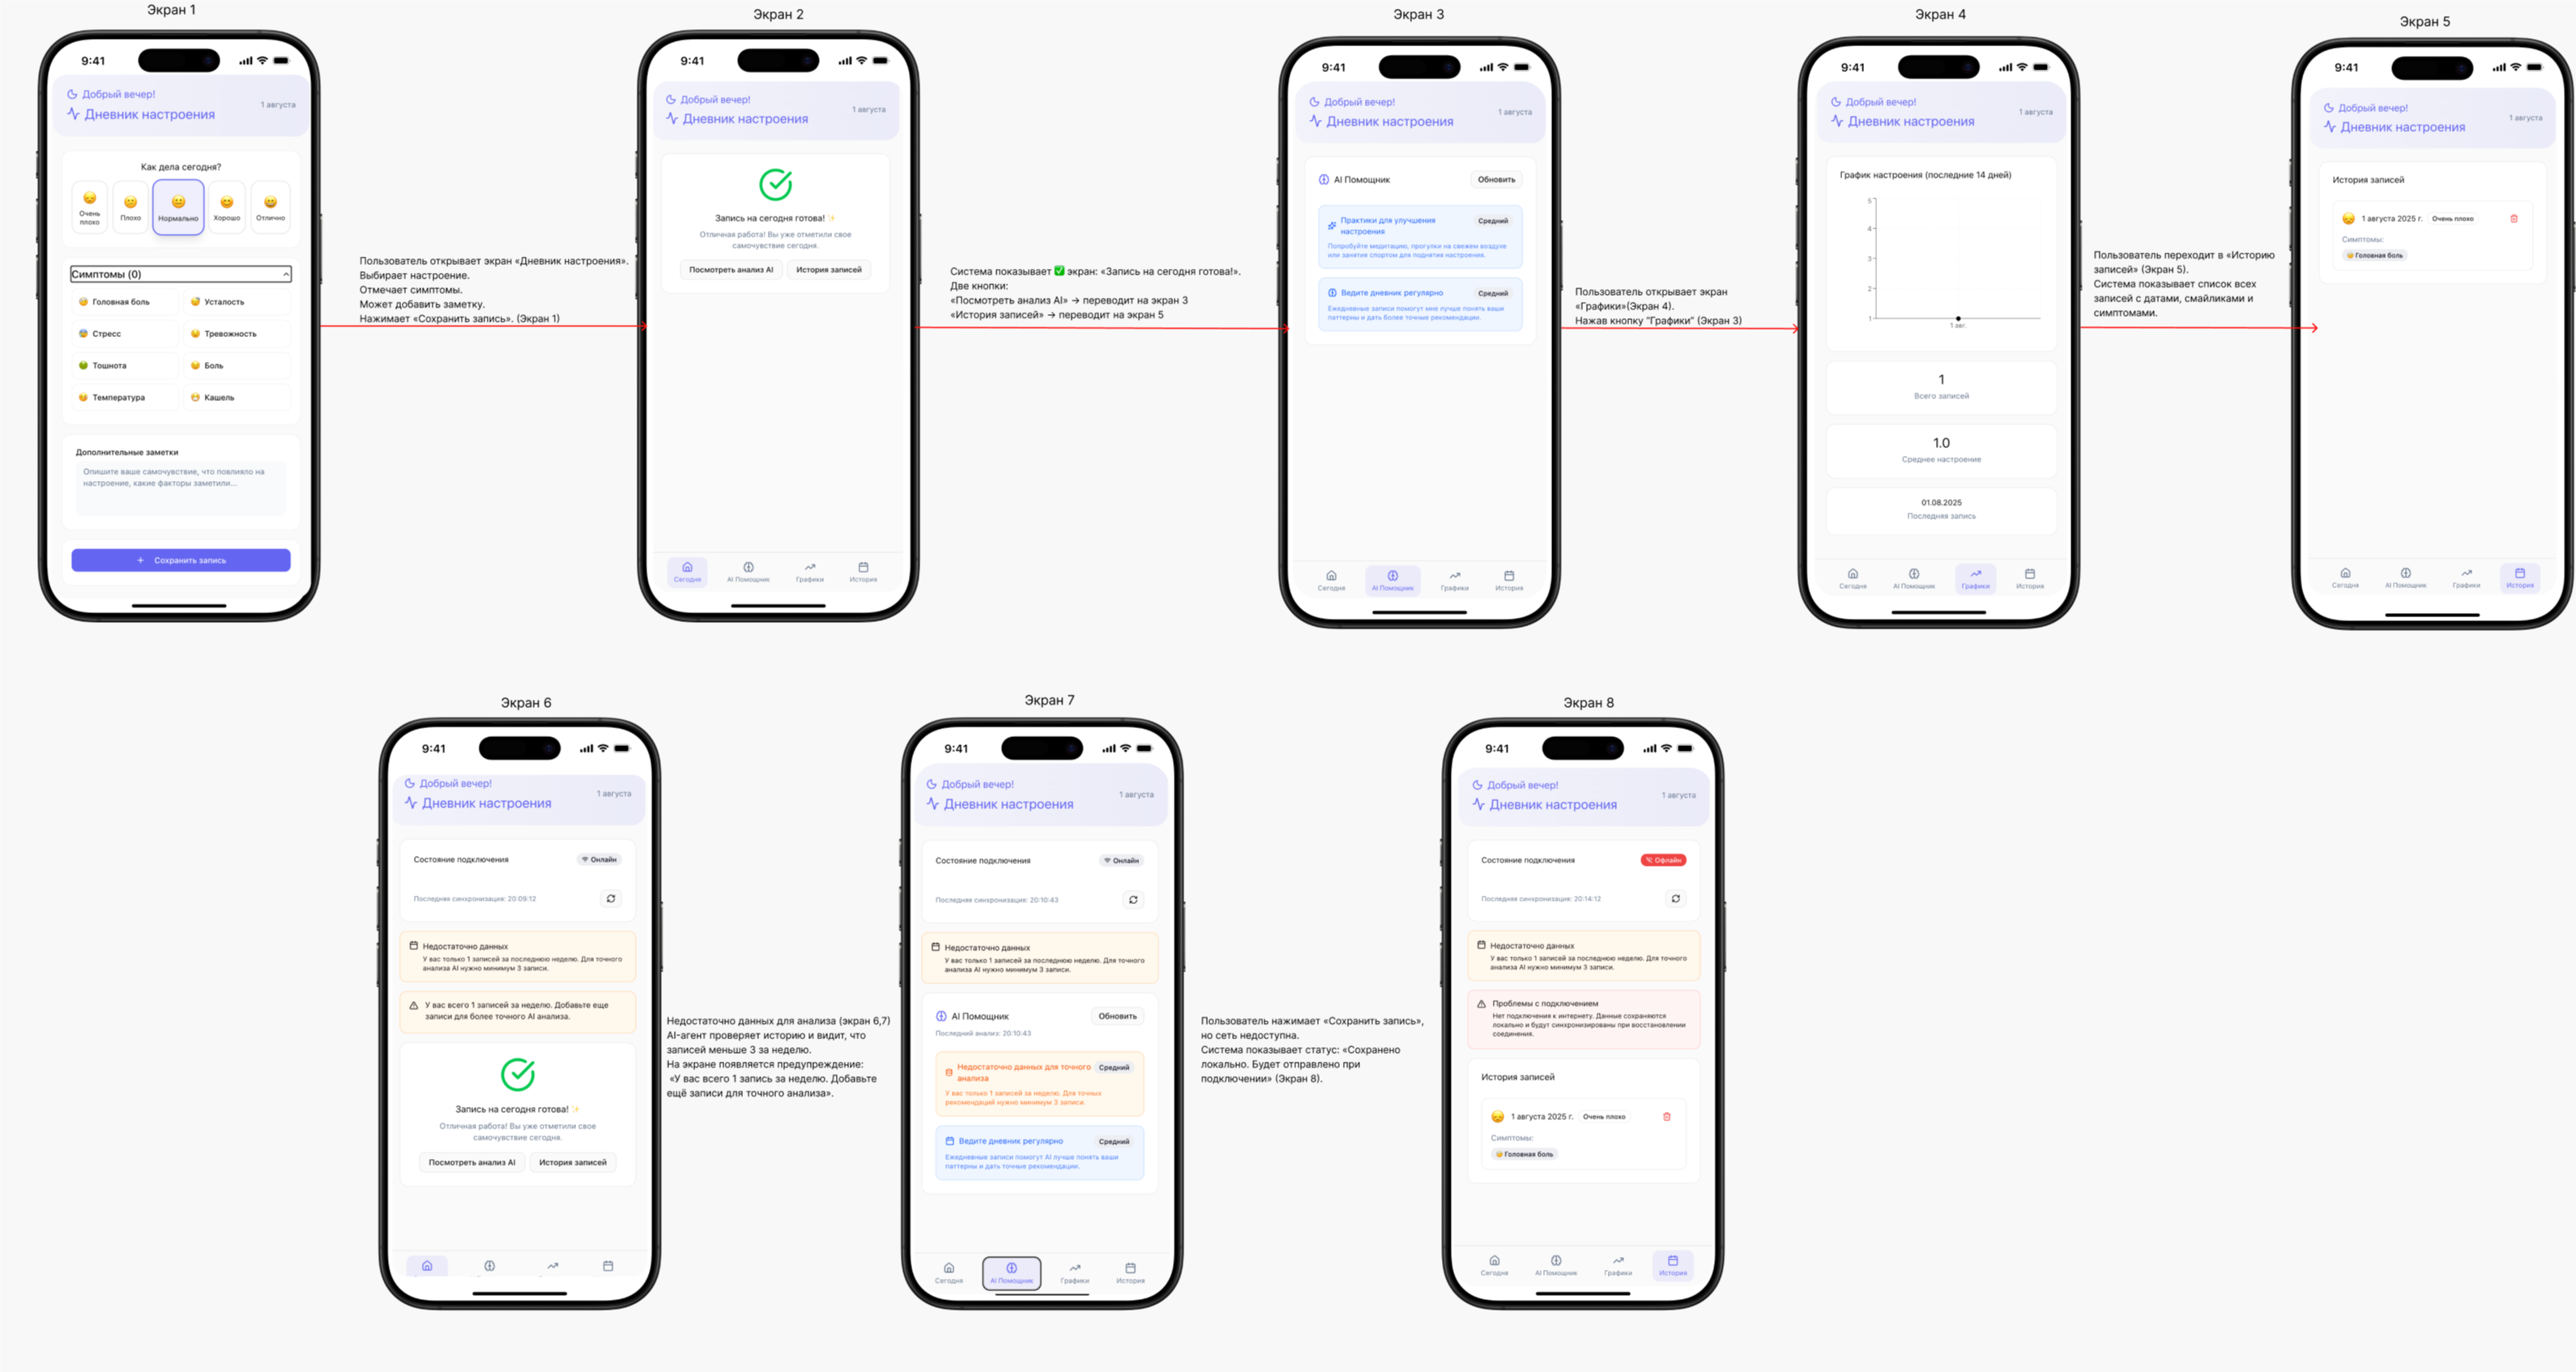 Экран 1
9:41
Добрый вечер!
Дневник настроения
1 августа
Как дела сегодня?
Очень
плохо
Плохо
Нормально
Хорошо
Отлично
Симптомы (0)
Головная боль
Усталость
Стресс
Тревожность
Тошнота
Боль
Температура
Кашель
Дополнительные заметки
Опишите ваше самочувствие, что повлияло на
настроение, какие факторы заметили...
+ Сохранить запись
Пользователь открывает экран «Дневник настроения».
Выбирает настроение.
Отмечает симптомы.
Может добавить заметку.
Нажимает «Сохранить запись». (Экран 1)
Экран 2
9:41
Добрый вечер!
Дневник настроения
1 августа
Запись на сегодня готова! ✨
Отличная работа! Вы уже отметили свое
самочувствие сегодня.
Посмотреть анализ AI
История записей
Сегодня
AI Помощник
Графики
История
Система показывает ✅ экран: «Запись на сегодня готова!».
Две кнопки:
«Посмотреть анализ AI» → переводит на экран 3
«История записей» → переводит на экран 5
Экран 3
9:41
Добрый вечер!
Дневник настроения
1 августа
AI Помощник
Обновить
Практики для улучшения
настроения
Средний
Попробуйте медитацию, прогулки на свежем воздухе
или занятия спортом для поднятия настроения.
Ведите дневник регулярно
Средний
Ежедневные записи помогут мне лучше понять ваши
паттерны и дать более точные рекомендации.
Сегодня
AI Помощник
Графики
История
Пользователь открывает экран
«Графики»(Экран 4).
Нажав кнопку "Графики" (Экран 3)
Экран 4
9:41
Добрый вечер!
Дневник настроения
1 августа
График настроения (последние 14 дней)
5
4
3
2
1
1 авг.
1
Всего записей
1.0
Среднее настроение
01.08.2025
Последняя запись
Сегодня
AI Помощник
Графики
История
Пользователь переходит в «Историю
записей» (Экран 5).
Система показывает список всех
записей с датами, смайликами и
симптомами.
Экран 5
9:41
Добрый вечер!
Дневник настроения
1 августа
История записей
1 августа 2025 г.
Очень плохо
Симптомы:
Головная боль
Сегодня
AI Помощник
Графики
История
Экран 6
9:41
Добрый вечер!
Дневник настроения
1 августа
Состояние подключения
Онлайн
Последняя синхронизация: 20:09:12
Недостаточно данных
У вас только 1 записей за последнюю неделю. Для точного
анализа AI нужно минимум 3 записи.
У вас всего 1 записей за неделю. Добавьте еще
записи для более точного AI анализа.
Запись на сегодня готова! ✨
Отличная работа! Вы уже отметили свое
самочувствие сегодня.
Посмотреть анализ AI
История записей
Недостаточно данных для анализа (экран 6,7)
AI-агент проверяет историю и видит, что
записей меньше 3 за неделю.
На экране появляется предупреждение:
«У вас всего 1 запись за неделю. Добавьте
ещё записи для точного анализа».
Экран 7
9:41
Добрый вечер!
Дневник настроения
1 августа
Состояние подключения
Онлайн
Последняя синхронизация: 20:10:43
Недостаточно данных
У вас только 1 записей за последнюю неделю. Для точного
анализа AI нужно минимум 3 записи.
AI Помощник
Обновить
Последний анализ: 20:10:43
Недостаточно данных для точного
анализа
Средний
У вас только 1 записей за неделю. Для точных
рекомендаций нужно минимум 3 записи.
Ведите дневник регулярно
Средний
Ежедневные записи помогут AI лучше понять ваши
паттерны и дать точные рекомендации.
Сегодня
AI Помощник
Графики
История
Пользователь нажимает «Сохранить запись»,
но сеть недоступна.
Система показывает статус: «Сохранено
локально. Будет отправлено при
подключении» (Экран 8).
Экран 8
9:41
Добрый вечер!
Дневник настроения
1 августа
Состояние подключения
Офлайн
Последняя синхронизация: 20:14:12
Недостаточно данных
У вас только 1 записей за последнюю неделю. Для точного
анализа AI нужно минимум 3 записи.
Проблемы с подключением
Нет подключения к интернету. Данные сохраняются
локально и будут синхронизированы при восстановлении
соединения.
История записей
1 августа 2025 г.
Очень плохо
Симптомы:
Головная боль
Сегодня
AI Помощник
Графики
История